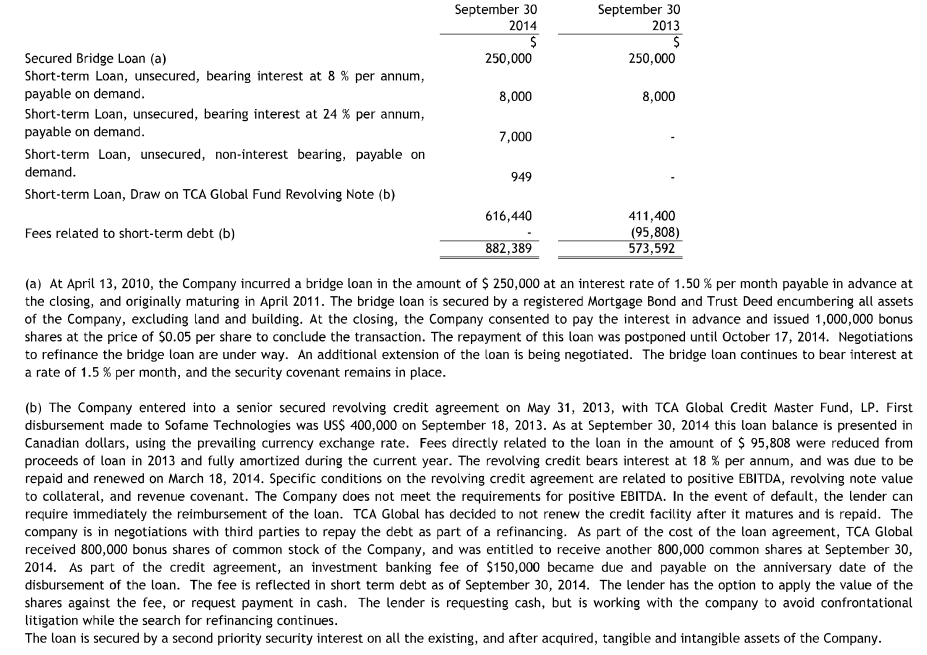 September 30 September 30
2014 2013
$ $
Secured Bridge Loan (a) 250,000 250,000
Short-term Loan, unsecured, bearing interest at 8 % per annum,
payable on demand. 8,000 8,000
Short-term Loan, unsecured, bearing interest at 24 % per annum,
payable on demand. 7,000 -
Short-term Loan, unsecured, non-interest bearing, payable on
demand. 949 -
Short-term Loan, Draw on TCA Global Fund Revolving Note (b)
616,440 411,400
Fees related to short-term debt (b) - (95,808)
882,389 573,592
(a) At April 13, 2010, the Company incurred a bridge loan in the amount of $ 250,000 at an interest rate of 1.50 % per month payable in advance at
the closing, and originally maturing in April 2011. The bridge loan is secured by a registered Mortgage Bond and Trust Deed encumbering all assets
of the Company, excluding land and building. At the closing, the Company consented to pay the interest in advance and issued 1,000,000 bonus
shares at the price of $0.05 per share to conclude the transaction. The repayment of this loan was postponed until October 17, 2014. Negotiations
to refinance the bridge loan are under way. An additional extension of the loan is being negotiated. The bridge loan continues to bear interest at
a rate of 1.5 % per month, and the security covenant remains in place.
(b) The Company entered into a senior secured revolving credit agreement on May 31, 2013, with TCA Global Credit Master Fund, LP. First
disbursement made to Sofame Technologies was US$ 400,000 on September 18, 2013. As at September 30, 2014 this loan balance is presented in
Canadian dollars, using the prevailing currency exchange rate. Fees directly related to the loan in the amount of $ 95,808 were reduced from
proceeds of loan in 2013 and fully amortized during the current year. The revolving credit bears interest at 18 % per annum, and was due to be
repaid and renewed on March 18, 2014. Specific conditions on the revolving credit agreement are related to positive EBITDA, revolving note value
to collateral, and revenue covenant. The Company does not meet the requirements for positive EBITDA. In the event of default, the lender can
require immediately the reimbursement of the loan. TCA Global has decided to not renew the credit facility after it matures and is repaid. The
company is in negotiations with third parties to repay the debt as part of a refinancing. As part of the cost of the loan agreement, TCA Global
received 800,000 bonus shares of common stock of the Company, and was entitled to receive another 800,000 common shares at September 30,
2014. As part of the credit agreement, an investment banking fee of $150,000 became due and payable on the anniversary date of the
disbursement of the loan. The fee is reflected in short term debt as of September 30, 2014. The lender has the option to apply the value of the
shares against the fee, or request payment in cash. The lender is requesting cash, but is working with the company to avoid confrontational
litigation while the search for refinancing continues.
The loan is secured by a second priority security interest on all the existing, and after acquired, tangible and intangible assets of the Company.